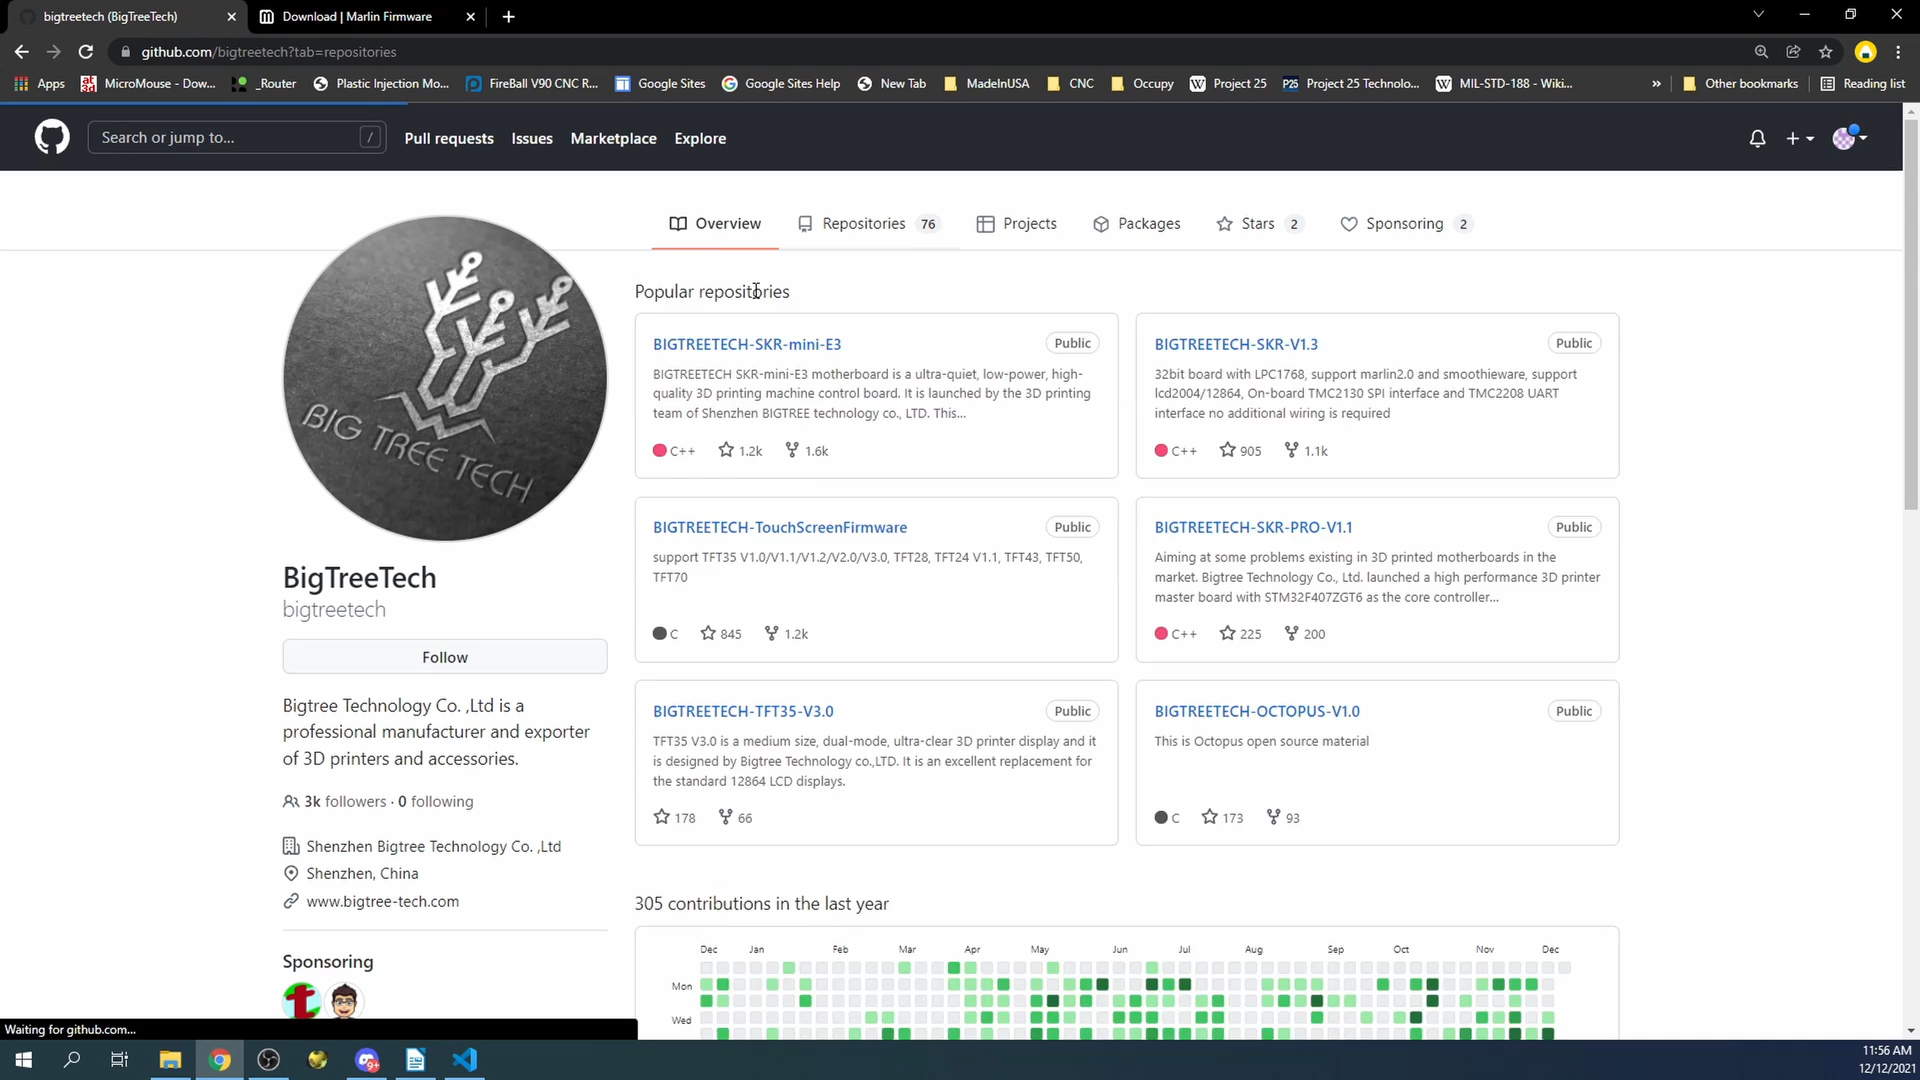 bigtreetech (BigTreeTech)
Download | Marlin Firmware
github.com/bigtreetech?tab=repositories
Apps
MicroMouse - Dow...
_Router
Plastic Injection Mo...
FireBall V90 CNC R...
Google Sites
Google Sites Help
New Tab
MadeInUSA
CNC
Occupy
Project 25
P25
Project 25 Technolo...
MIL-STD-188 - Wiki...
»
Other bookmarks
Reading list
Search or jump to...
/
Pull requests
Issues
Marketplace
Explore
Overview
Repositories 76
Projects
Packages
Stars 2
Sponsoring 2
BIG TREE TECH
BigTreeTech
bigtreetech
Follow
Bigtree Technology Co. ,Ltd is a
professional manufacturer and exporter
of 3D printers and accessories.
3k followers · 0 following
Shenzhen Bigtree Technology Co. ,Ltd
Shenzhen, China
www.bigtree-tech.com
Sponsoring
Popular repositories
BIGTREETECH-SKR-mini-E3 Public
BIGTREETECH SKR-mini-E3 motherboard is a ultra-quiet, low-power, high-
quality 3D printing machine control board. It is launched by the 3D printing
team of Shenzhen BIGTREE technology co., LTD. This...
C++ 1.2k 1.6k
BIGTREETECH-SKR-V1.3 Public
32bit board with LPC1768, support marlin2.0 and smoothieware, support
lcd2004/12864, On-board TMC2130 SPI interface and TMC2208 UART
interface no additional wiring is required
C++ 905 1.1k
BIGTREETECH-TouchScreenFirmware Public
support TFT35 V1.0/V1.1/V1.2/V2.0/V3.0, TFT28, TFT24 V1.1, TFT43, TFT50,
TFT70
C 845 1.2k
BIGTREETECH-SKR-PRO-V1.1 Public
Aiming at some problems existing in 3D printed motherboards in the
market. Bigtree Technology Co., Ltd. launched a high performance 3D printer
master board with STM32F407ZGT6 as the core controller...
C++ 225 200
BIGTREETECH-TFT35-V3.0 Public
TFT35 V3.0 is a medium size, dual-mode, ultra-clear 3D printer display and it
is designed by Bigtree Technology co.,LTD. It is an excellent replacement for
the standard 12864 LCD displays.
178 66
BIGTREETECH-OCTOPUS-V1.0 Public
This is Octopus open source material
C 173 93
305 contributions in the last year
Dec Jan Feb Mar Apr May Jun Jul Aug Sep Oct Nov Dec
Mon
Wed
Waiting for github.com...
9+
11:56 AM
12/12/2021